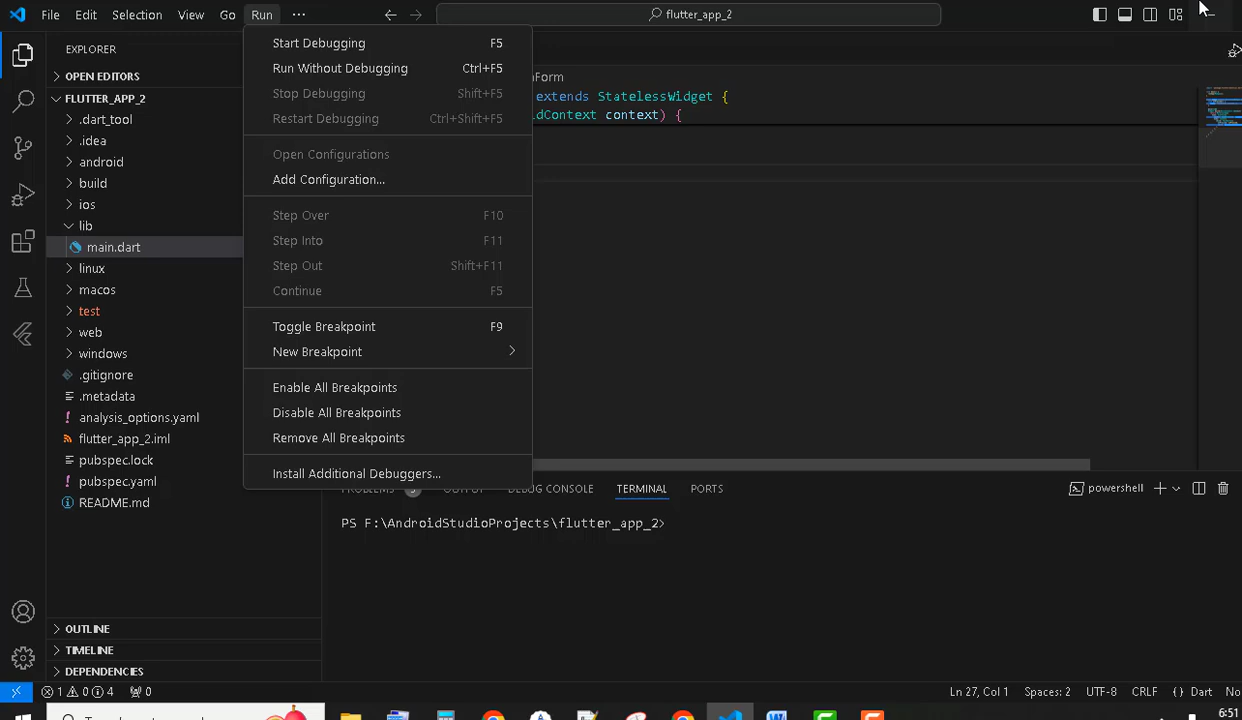 File Edit Selection View Go Run ··· flutter_app_2
EXPLORER
OPEN EDITORS
FLUTTER_APP_2
.dart_tool
.idea
android
build
ios
lib
main.dart
linux
macos
test
web
windows
.gitignore
.metadata
analysis_options.yaml
flutter_app_2.iml
pubspec.lock
pubspec.yaml
README.md
OUTLINE
TIMELINE
DEPENDENCIES
Start Debugging F5
Run Without Debugging Ctrl+F5
Stop Debugging Shift+F5
Restart Debugging Ctrl+Shift+F5
Open Configurations
Add Configuration...
Step Over F10
Step Into F11
Step Out Shift+F11
Continue F5
Toggle Breakpoint F9
New Breakpoint
Enable All Breakpoints
Disable All Breakpoints
Remove All Breakpoints
Install Additional Debuggers...
extends StatelessWidget {
context) {
DEBUG CONSOLE TERMINAL PORTS
powershell
PS F:\AndroidStudioProjects\flutter_app_2>
1 0 4 0 Ln 27, Col 1 Spaces: 2 UTF-8 CRLF {} Dart No
6:51